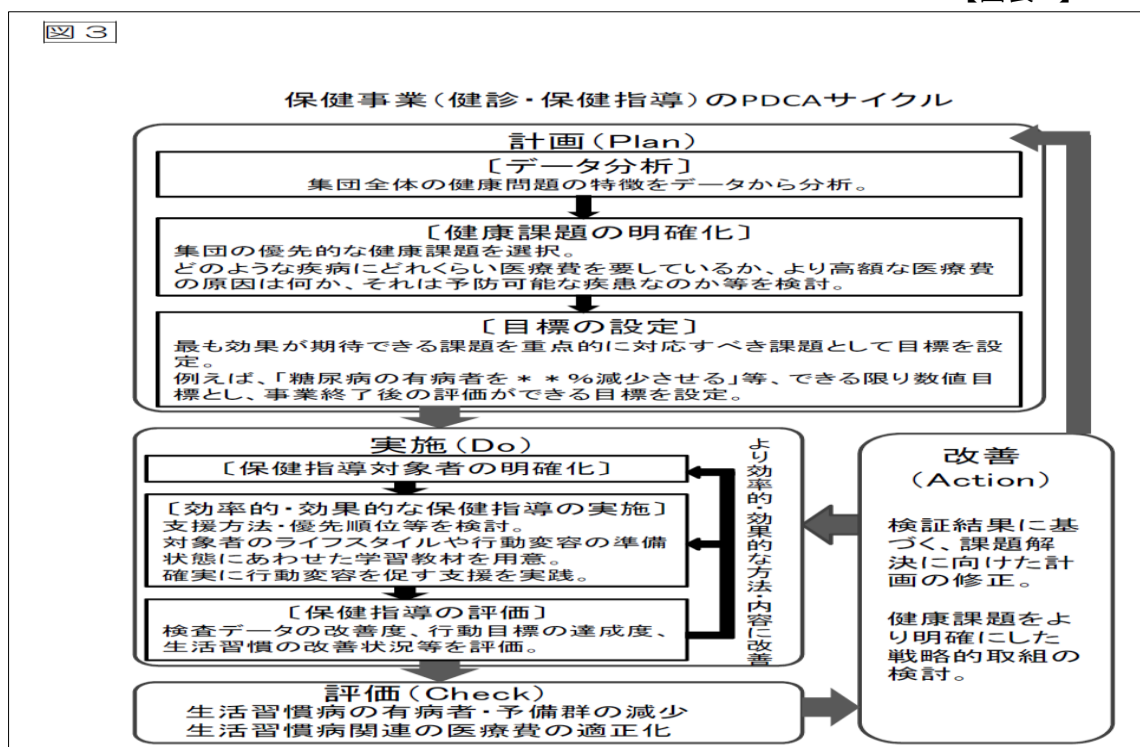 図３
保健事業(健診・保健指導)のPDCAサイクル
計画(Plan)
［データ分析］
集団全体の健康問題の特徴をデータから分析。
［健康課題の明確化］
集団の優先的な健康課題を選択。
どのような疾病にどれくらい医療費を要しているか、より高額な医療費
の原因は何か、それは予防可能な疾患なのか等を検討。
［目標の設定］
最も効果が期待できる課題を重点的に対応すべき課題として目標を設
定。
例えば、「糖尿病の有病者を＊＊％減少させる」等、できる限り数値目
標とし、事業終了後の評価ができる目標を設定。
実施(Do)
［保健指導対象者の明確化］
［効率的・効果的な保健指導の実施］
支援方法・優先順位等を検討。
対象者のライフスタイルや行動変容の準備
状態にあわせた学習教材を用意。
確実に行動変容を促す支援を実践。
［保健指導の評価］
検査データの改善度、行動目標の達成度、
生活習慣の改善状況等を評価。
より効率的・効果的な方法・内容に改善
評価(Check)
生活習慣病の有病者・予備群の減少
生活習慣病関連の医療費の適正化
改善
(Action)
検証結果に基
づく、課題解
決に向けた計
画の修正。
健康課題をよ
り明確にした
戦略的取組の
検討。